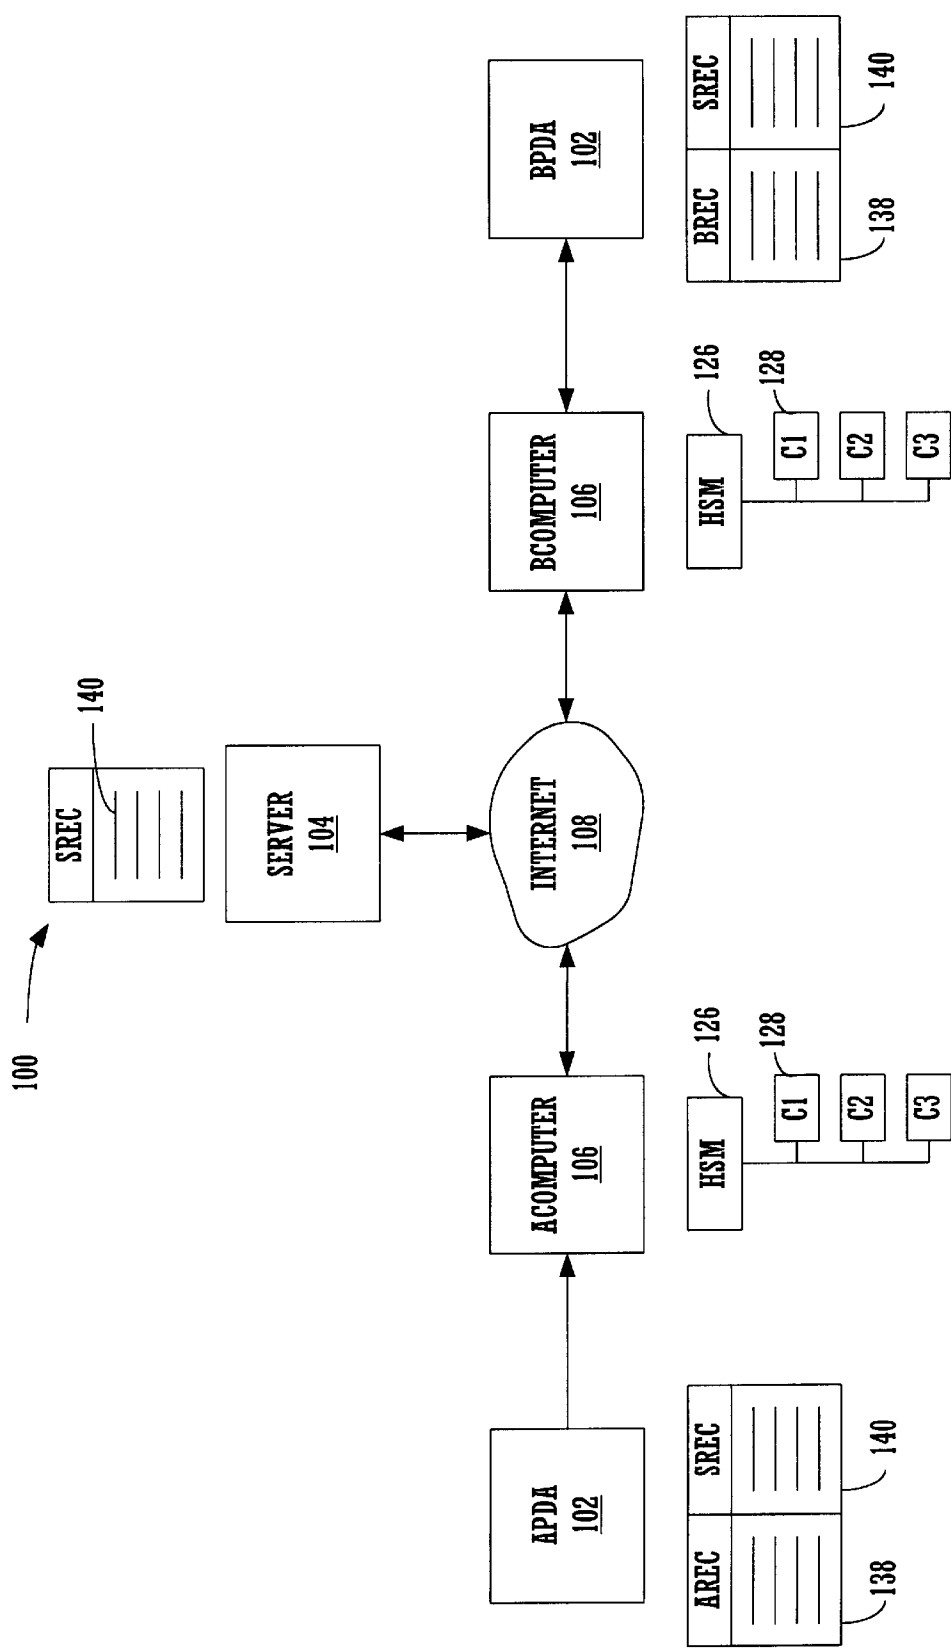 100
SREC
140
SERVER
104
APDA
102
ACOMPUTER
106
INTERNET
108
BCOMPUTER
106
BPDA
102
AREC SREC
138 140
HSM
126
C1
128
C2
C3
HSM
126
C1
128
C2
C3
BREC SREC
138 140